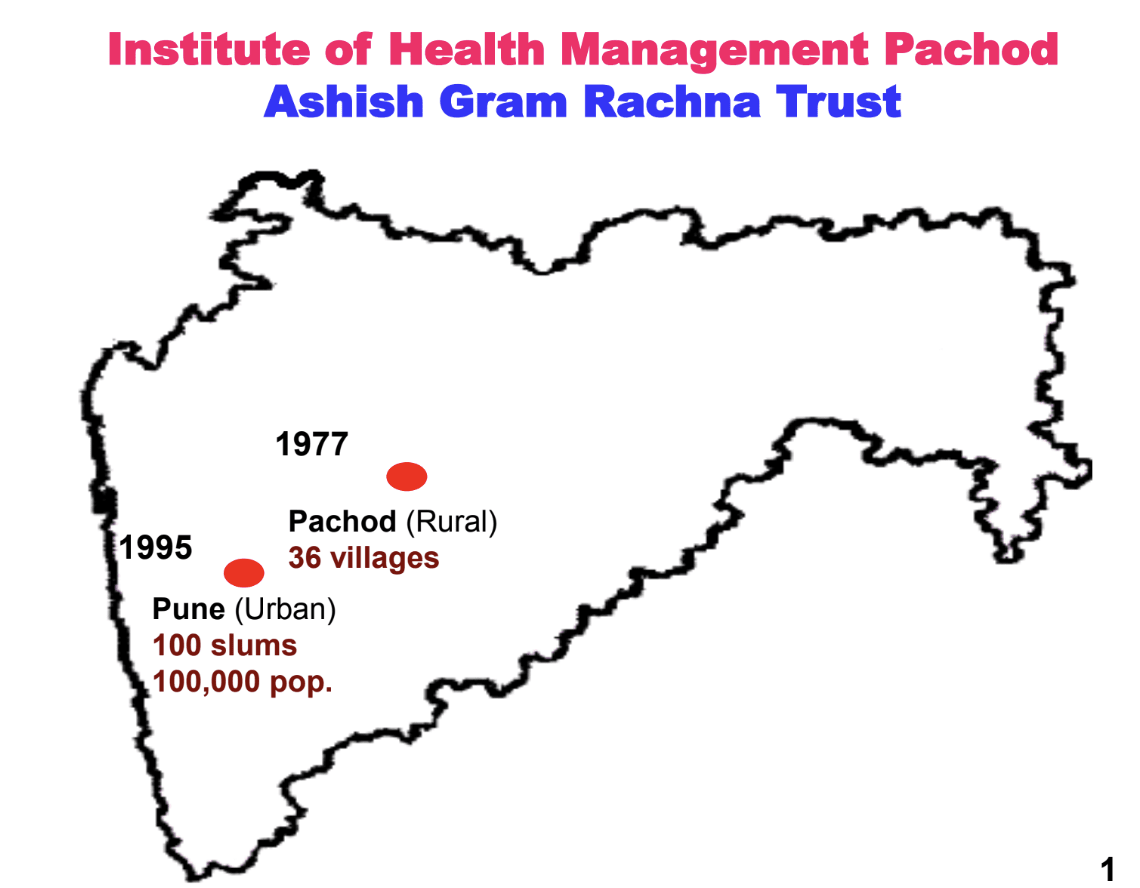 Institute of Health Management Pachod
Ashish Gram Rachna Trust
1977
Pachod (Rural)
36 villages
1995
Pune (Urban)
100 slums
100,000 pop.
1